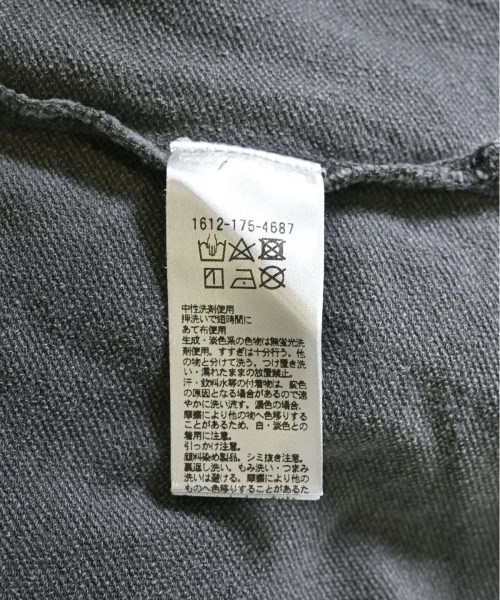 1612-175-4687
中性洗剤使用
押洗いで短時間に
あて布使用
生成・淡色系の色物は無蛍光洗
剤使用。すすぎは十分行う。他
の物と分けて洗う。つけ置き洗
い・濡れたままの放置禁止。
汗・飲料水等の付着物は、変色
の原因となる場合があるので速
やかに洗い流す。濃色の場合、
摩擦により他の物へ色移りする
ことがあるため、白・淡色との
着用に注意。
引っかけ注意。
顔料染め製品。シミ抜き注意。
裏返し洗い。もみ洗い・つまみ
洗いは避ける。摩擦により他の
ものへ色移りすることがあるた